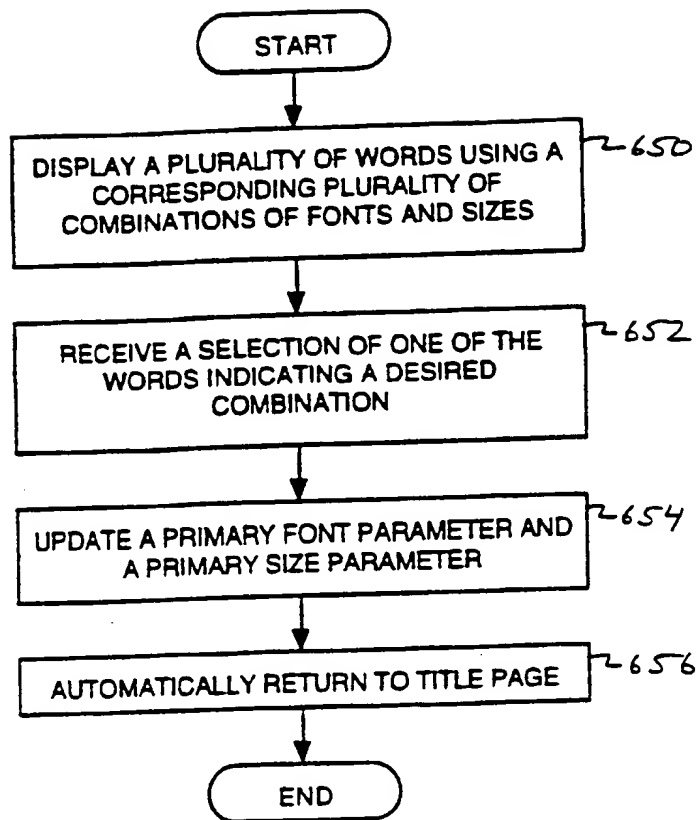 START
DISPLAY A PLURALITY OF WORDS USING A
CORRESPONDING PLURALITY OF
COMBINATIONS OF FONTS AND SIZES
650
RECEIVE A SELECTION OF ONE OF THE
WORDS INDICATING A DESIRED
COMBINATION
652
UPDATE A PRIMARY FONT PARAMETER AND
A PRIMARY SIZE PARAMETER
654
AUTOMATICALLY RETURN TO TITLE PAGE
656
END